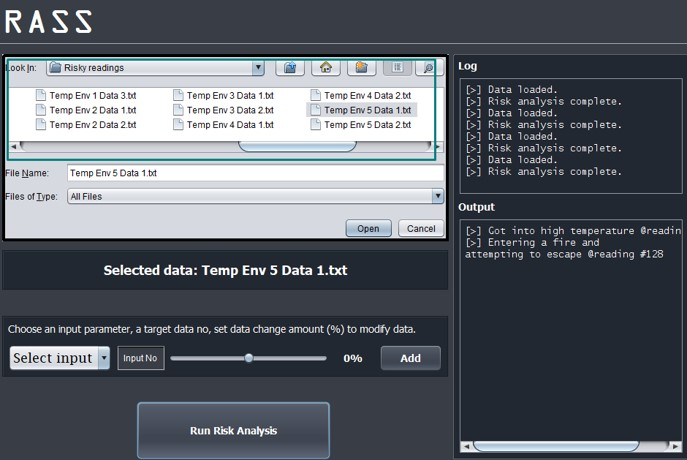 RASS
Look In: Risky readings
Temp Env 1 Data 3.txt Temp Env 3 Data 1.txt Temp Env 4 Data 2.txt
Temp Env 2 Data 1.txt Temp Env 3 Data 2.txt Temp Env 5 Data 1.txt
Temp Env 2 Data 2.txt Temp Env 4 Data 1.txt Temp Env 5 Data 2.txt
File Name: Temp Env 5 Data 1.txt
Files of Type: All Files
Open Cancel
Selected data: Temp Env 5 Data 1.txt
Choose an input parameter, a target data no, set data change amount (%) to modify data.
Select input Input No 0% Add
Run Risk Analysis
Log
[>] Data loaded.
[>] Risk analysis complete.
[>] Data loaded.
[>] Risk analysis complete.
[>] Data loaded.
[>] Risk analysis complete.
[>] Data loaded.
[>] Risk analysis complete.
Output
[>] Got into high temperature @readin
[>] Entering a fire and
attempting to escape @reading #128